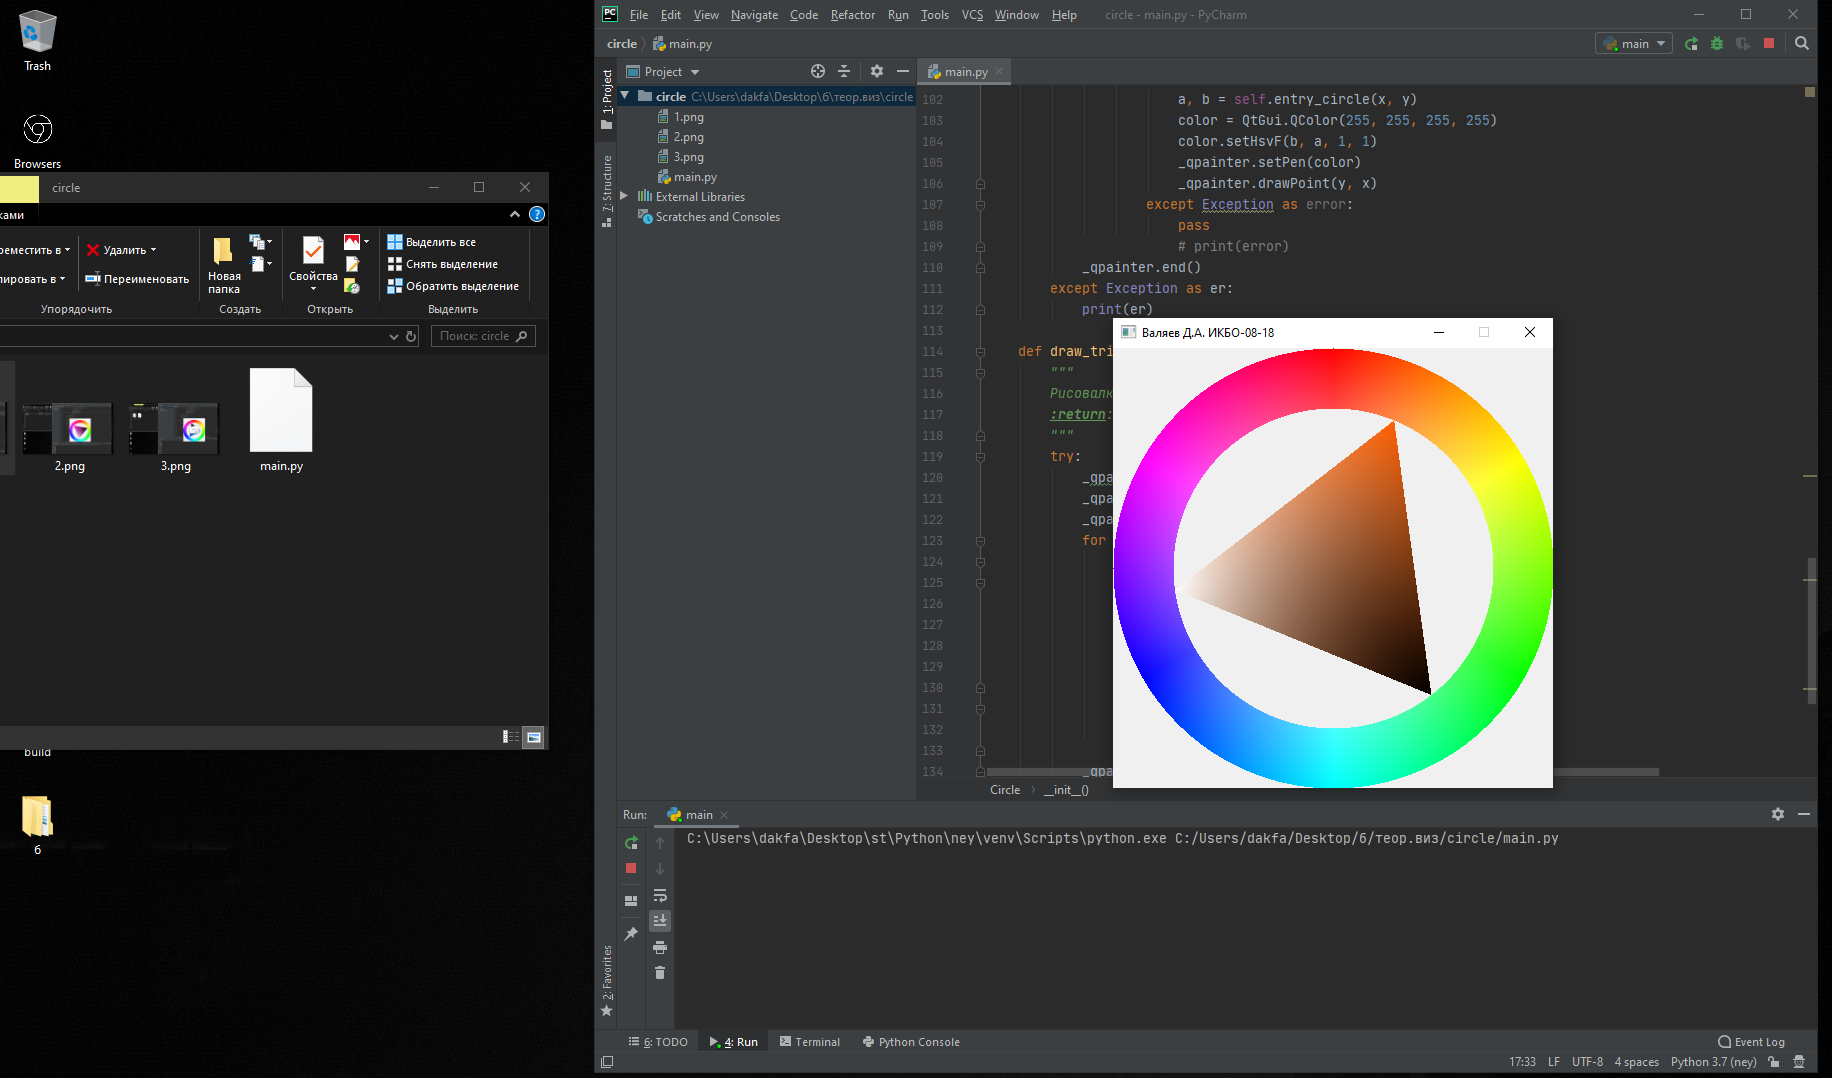 Trash
Browsers
circle
ками
реместить в
Удалить
пировать в
Переименовать
Новая
папка
Свойства
Выделить все
Снять выделение
Обратить выделение
Упорядочить
Создать
Открыть
Выделить
Поиск: circle
2.png
3.png
main.py
build
6
PC
File Edit View Navigate Code Refactor Run Tools VCS Window Help
circle - main.py - PyCharm
circle
main.py
main
1: Project
7: Structure
2: Favorites
Project
circle C:\Users\dakfa\Desktop\6\теор.виз\circle
1.png
2.png
3.png
main.py
External Libraries
Scratches and Consoles
main.py
102 a, b = self.entry_circle(x, y)
103 color = QtGui.QColor(255, 255, 255, 255)
104 color.setHsvF(b, a, 1, 1)
105 _qpainter.setPen(color)
106 _qpainter.drawPoint(y, x)
107 except Exception as error:
108 pass
109 # print(error)
110 _qpainter.end()
111 except Exception as er:
112 print(er)
113
114 def draw_tri
115 """
116 Рисовалк
117 :return:
118 """
119 try:
120 _qpa
121 _qpa
122 _qpa
123 for
124
125
126
127
128
129
130
131
132
133
134 _qpa
Circle
__init__()
Валяев Д.А. ИКБО-08-18
Run:
main
C:\Users\dakfa\Desktop\st\Python\ney\venv\Scripts\python.exe C:/Users/dakfa/Desktop/6/теор.виз/circle/main.py
6: TODO
4: Run
Terminal
Python Console
Event Log
17:33 LF UTF-8 4 spaces Python 3.7 (ney)